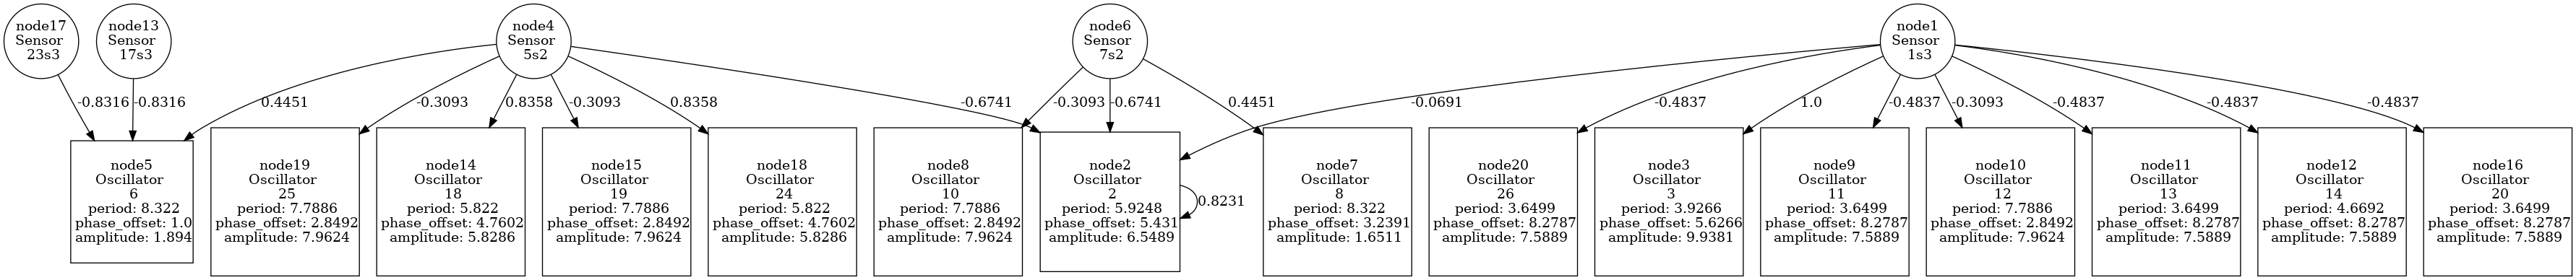 node17
Sensor
23s3
node13
Sensor
17s3
node4
Sensor
5s2
node6
Sensor
7s2
node1
Sensor
1s3
-0.8316
-0.8316
0.4451
-0.3093
0.8358
-0.3093
0.8358
-0.6741
-0.3093
-0.6741
0.4451
-0.0691
-0.4837
1.0
-0.4837
-0.3093
-0.4837
-0.4837
-0.4837
node5
Oscillator
6
period: 8.322
phase_offset: 1.0
amplitude: 1.894
node19
Oscillator
25
period: 7.7886
phase_offset: 2.8492
amplitude: 7.9624
node14
Oscillator
18
period: 5.822
phase_offset: 4.7602
amplitude: 5.8286
node15
Oscillator
19
period: 7.7886
phase_offset: 2.8492
amplitude: 7.9624
node18
Oscillator
24
period: 5.822
phase_offset: 4.7602
amplitude: 5.8286
node8
Oscillator
10
period: 7.7886
phase_offset: 2.8492
amplitude: 7.9624
node2
Oscillator
2
period: 5.9248
phase_offset: 5.431
amplitude: 6.5489
0.8231
node7
Oscillator
8
period: 8.322
phase_offset: 3.2391
amplitude: 1.6511
node20
Oscillator
26
period: 3.6499
phase_offset: 8.2787
amplitude: 7.5889
node3
Oscillator
3
period: 3.9266
phase_offset: 5.6266
amplitude: 9.9381
node9
Oscillator
11
period: 3.6499
phase_offset: 8.2787
amplitude: 7.5889
node10
Oscillator
12
period: 7.7886
phase_offset: 2.8492
amplitude: 7.9624
node11
Oscillator
13
period: 3.6499
phase_offset: 8.2787
amplitude: 7.5889
node12
Oscillator
14
period: 4.6692
phase_offset: 8.2787
amplitude: 7.5889
node16
Oscillator
20
period: 3.6499
phase_offset: 8.2787
amplitude: 7.5889